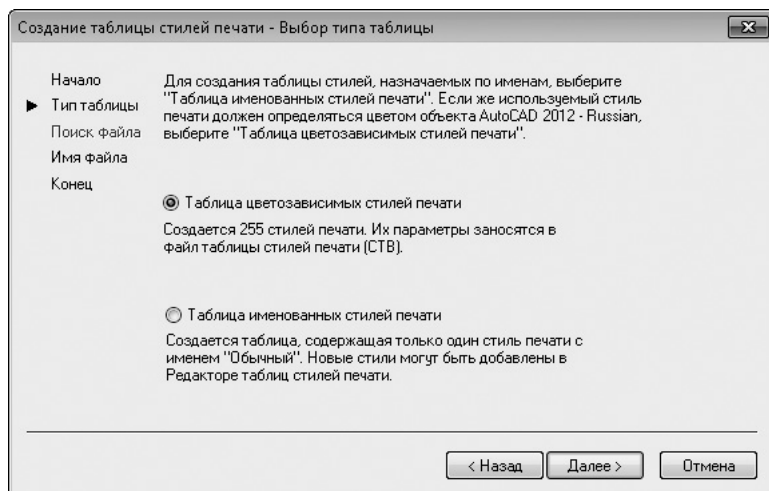 Создание таблицы стилей печати - Выбор типа таблицы
Начало
Тип таблицы
Поиск файла
Имя файла
Конец
Для создания таблицы стилей, назначаемых по именам, выберите
"Таблица именованных стилей печати". Если же используемый стиль
печати должен определяться цветом объекта AutoCAD 2012 - Russian,
выберите "Таблица цветозависимых стилей печати".
Таблица цветозависимых стилей печати
Создается 255 стилей печати. Их параметры заносятся в
файл таблицы стилей печати (CTB).
Таблица именованных стилей печати
Создается таблица, содержащая только один стиль печати с
именем "Обычный". Новые стили могут быть добавлены в
Редакторе таблиц стилей печати.
< Назад
Далее >
Отмена